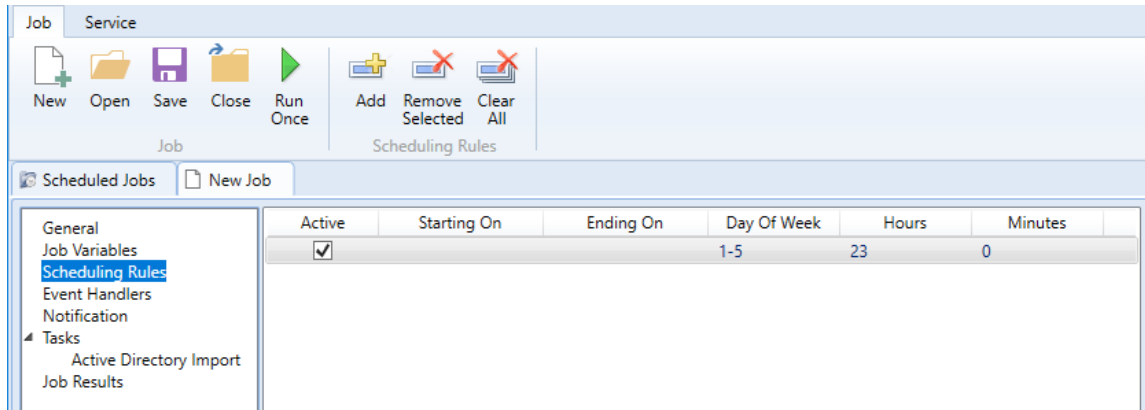 Job Service
New Open Save Close Run Once Add Remove Selected Clear All
Job Scheduling Rules
Scheduled Jobs New Job
General
Job Variables
Scheduling Rules
Event Handlers
Notification
Tasks
Active Directory Import
Job Results
Active Starting On Ending On Day Of Week Hours Minutes
1-5 23 0